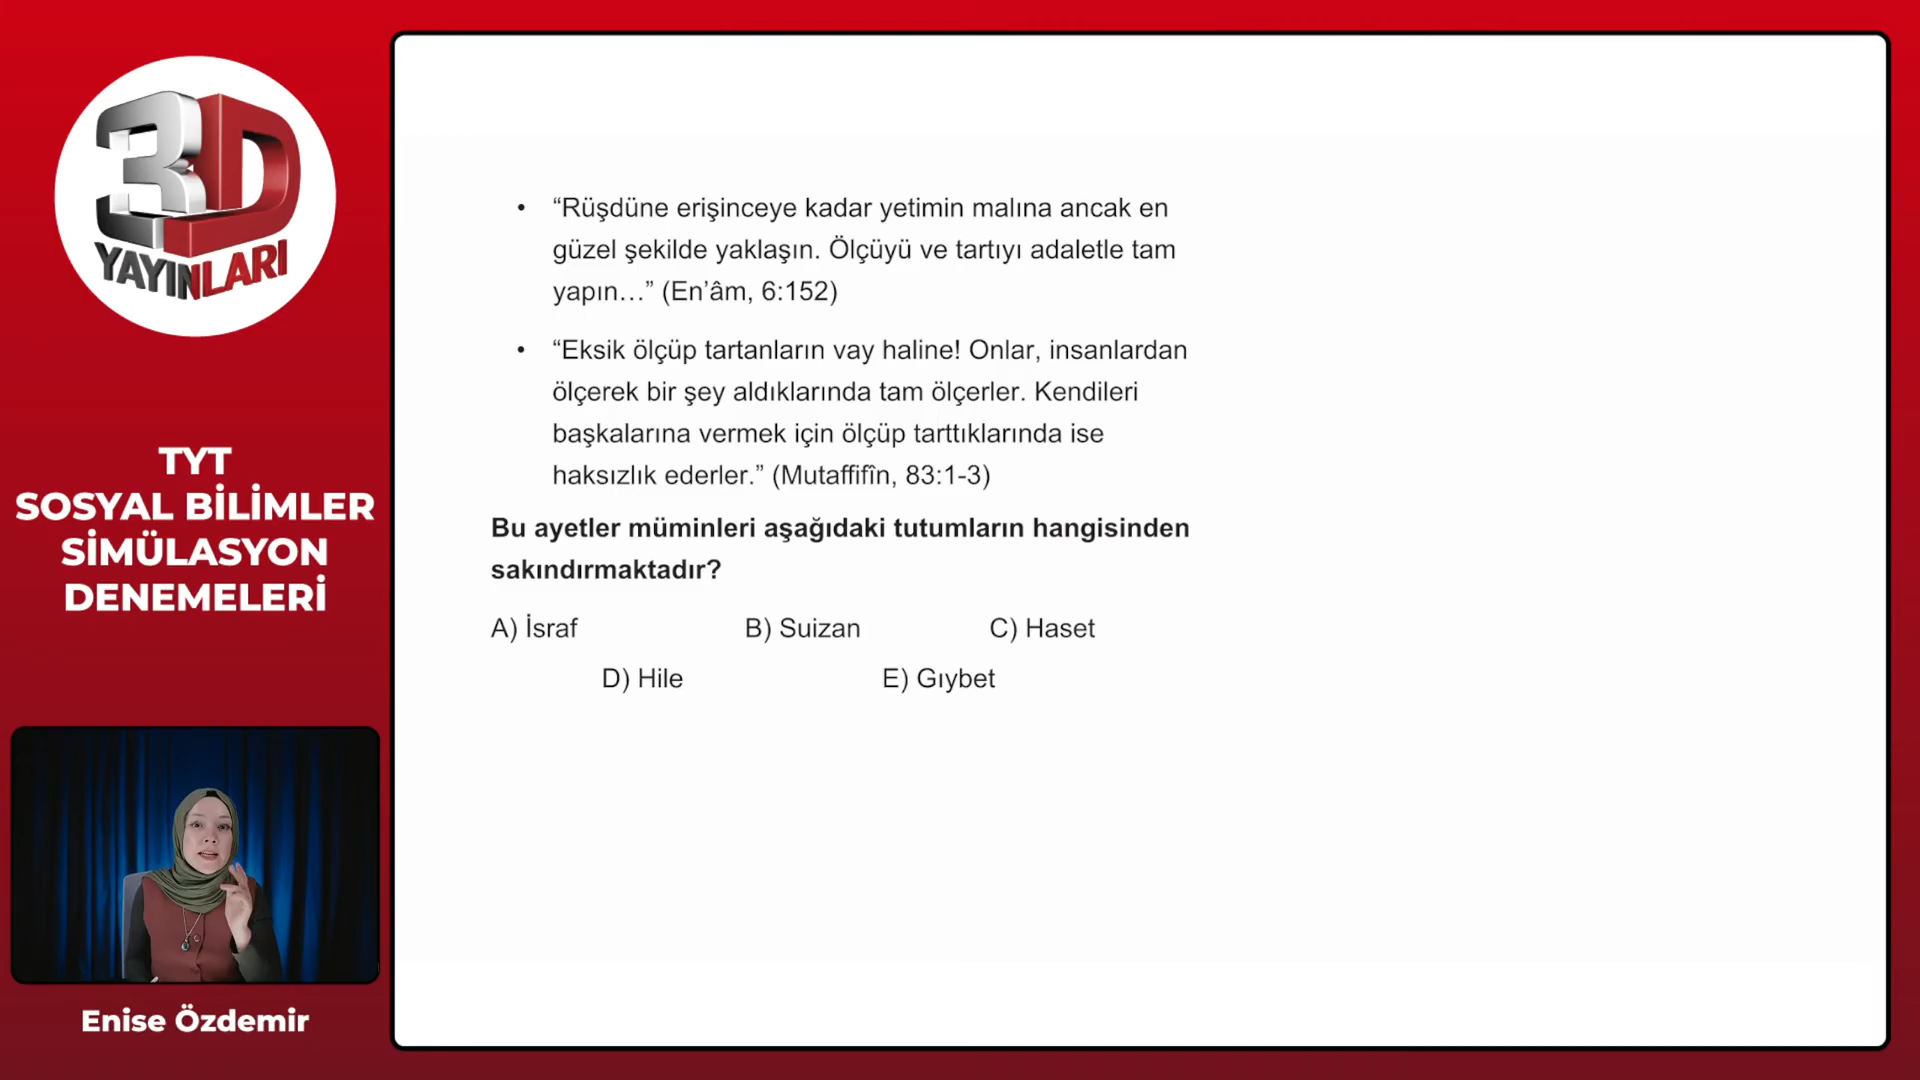 3D
YAYINLARI
TYT
SOSYAL BİLİMLER
SİMÜLASYON
DENEMELERİ
Enise Özdemir
• “Rüşdüne erişinceye kadar yetimin malına ancak en
güzel şekilde yaklaşın. Ölçüyü ve tartıyı adaletle tam
yapın…” (En’âm, 6:152)
• “Eksik ölçüp tartanların vay haline! Onlar, insanlardan
ölçerek bir şey aldıklarında tam ölçerler. Kendileri
başkalarına vermek için ölçüp tarttıklarında ise
haksızlık ederler.” (Mutaffifîn, 83:1-3)
Bu ayetler müminleri aşağıdaki tutumların hangisinden
sakındırmaktadır?
A) İsraf B) Suizan C) Haset
D) Hile E) Gıybet